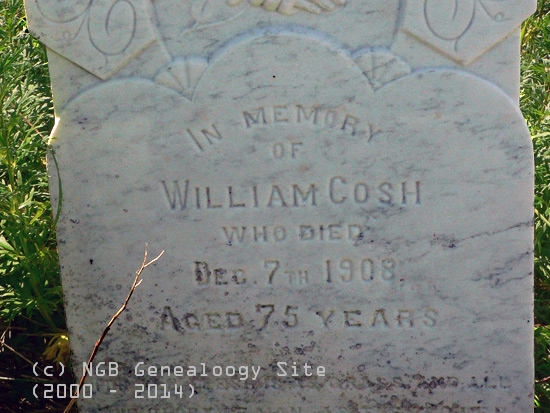 IN MEMORY
OF
WILLIAM COSH
WHO DIED
DEC. 7TH 1908.
AGED 75 YEARS
(c) NGB Genealoogy Site
(2000 - 2014)